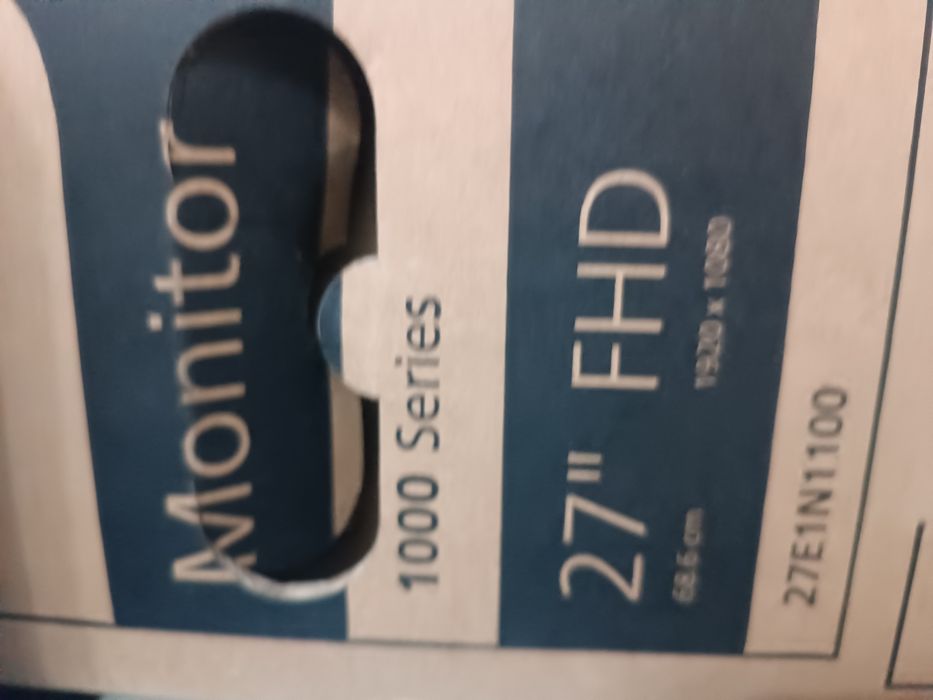 Monitor
1000 Series
27" FHD
68.6 cm 1920 x 1080
27E1N1100